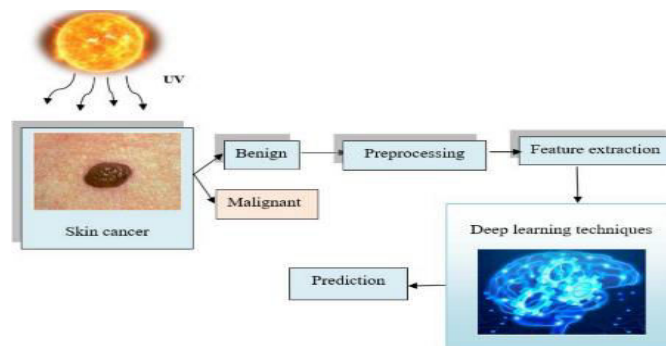 UV
Benign
Preprocessing
Feature extraction
Malignant
Skin cancer
Deep learning techniques
Prediction